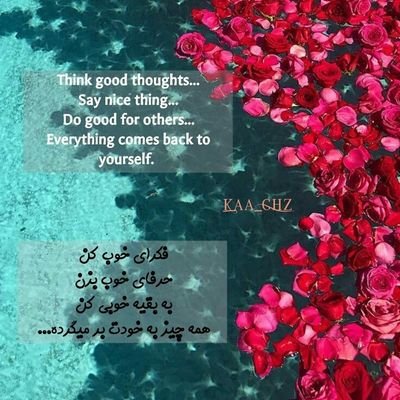 Think good thoughts...
Say nice thing...
Do good for others...
Everything comes back to
yourself.
KAA_GHZ
فکرای خوب کن
حرفای خوب بزن
به بقیه خوبی کن
همه چیز به خودت بر میگرده...